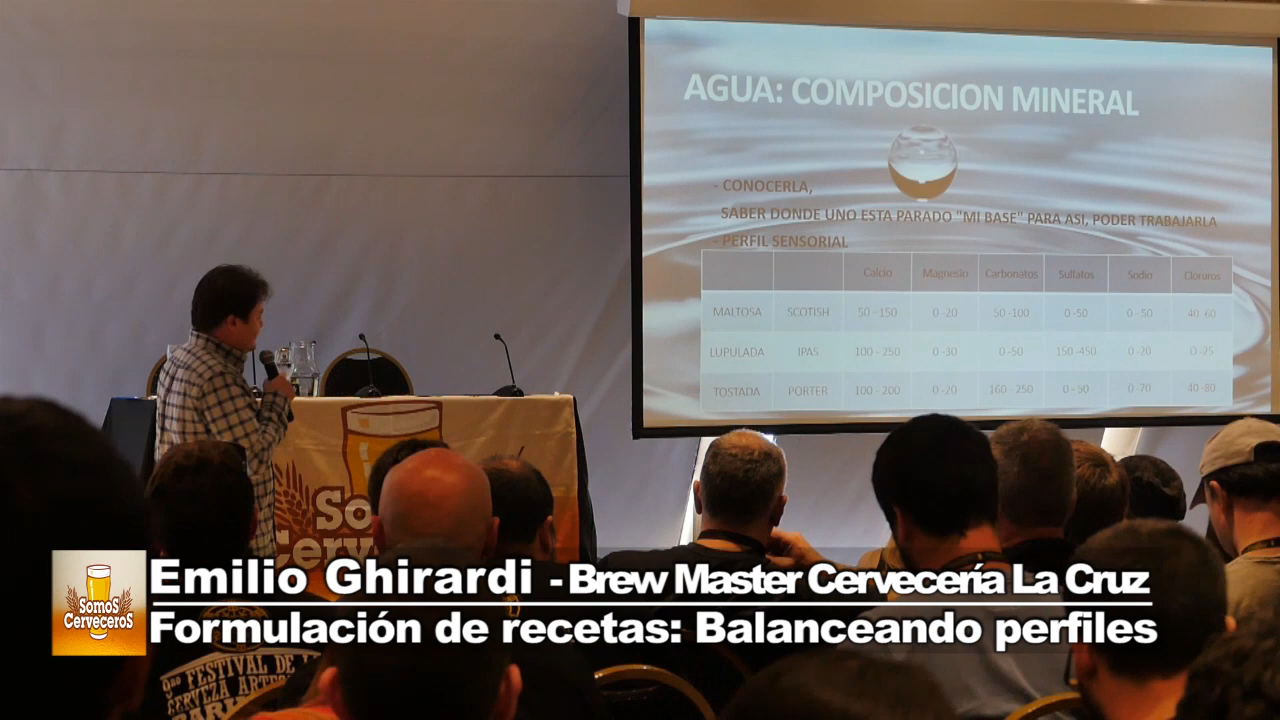 AGUA: COMPOSICION MINERAL
- CONOCERLA,
SABER DONDE UNO ESTA PARADO "MI BASE" PARA ASI, PODER TRABAJARLA
- PERFIL SENSORIAL
Calcio Magnesio Carbonatos Sulfatos Sodio Cloruros
MALTOSA SCOTISH 50 -150 0 -20 50 -100 0 -50 0 - 50 40- 60
LUPULADA IPAS 100 - 250 0 -30 0 -50 150 -450 0 -20 0 -25
TOSTADA PORTER 100 - 200 0 -20 160 - 250 0 - 50 0 -70 40 -80
Somos
Cerveceros
Emilio Ghirardi - Brew Master Cervecería La Cruz
Formulación de recetas: Balanceando perfiles
FESTIVAL DE
CERVEZA